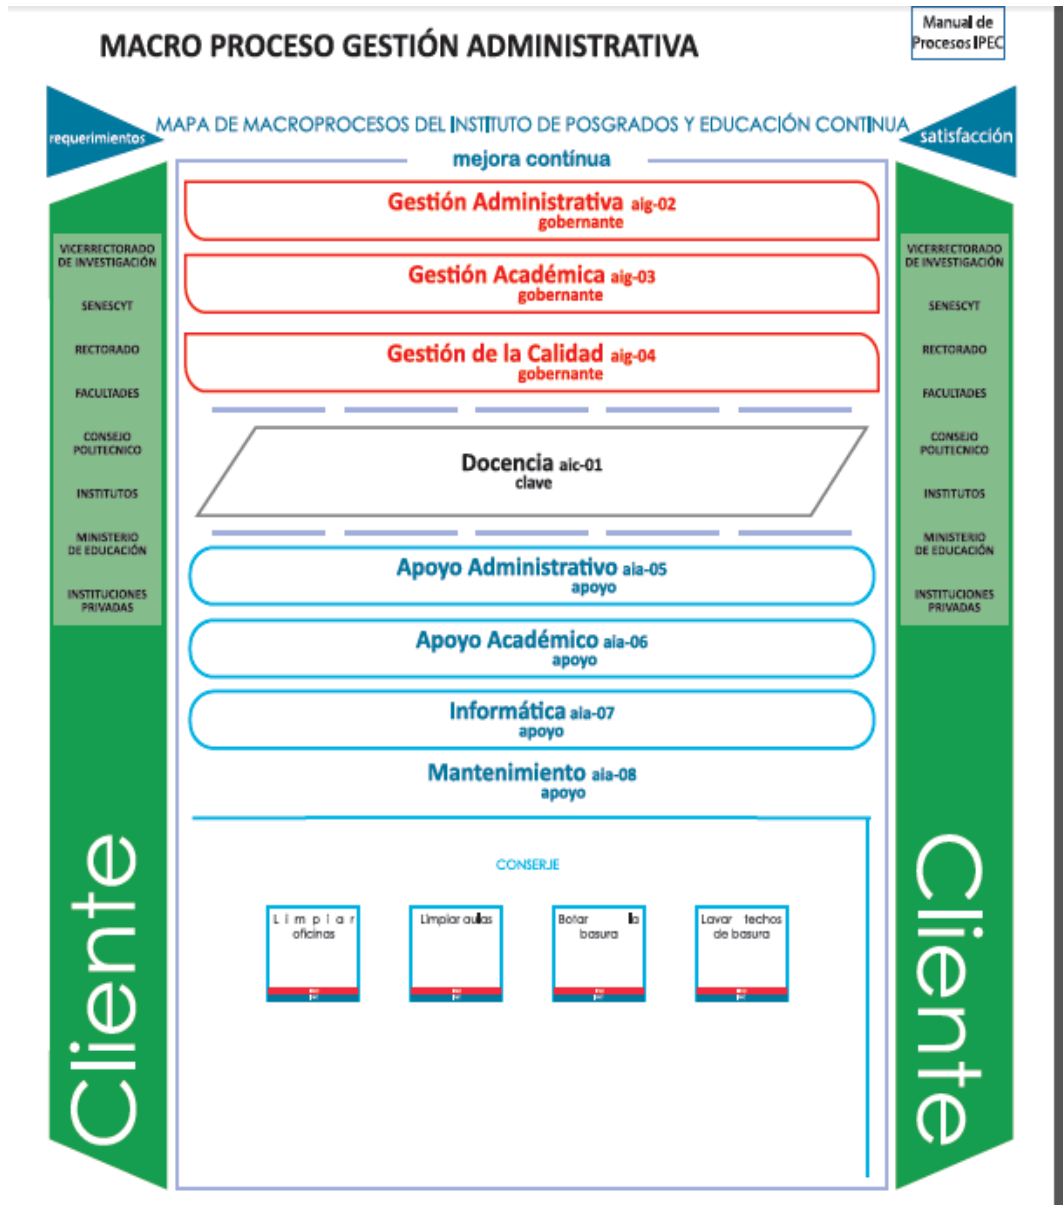 MACRO PROCESO GESTIÓN ADMINISTRATIVA
Manual de
Procesos IPEC
requerimientos
MAPA DE MACROPROCESOS DEL INSTITUTO DE POSGRADOS Y EDUCACIÓN CONTINUA
satisfacción
mejora contínua
Gestión Administrativa aig-02
gobernante
Gestión Académica aig-03
gobernante
Gestión de la Calidad aig-04
gobernante
Docencia aic-01
clave
Apoyo Administrativo aia-05
apoyo
Apoyo Académico aia-06
apoyo
Informática aia-07
apoyo
Mantenimiento aia-08
apoyo
CONSERJE
Limpiar
oficinas
Limpiar aulas
Botar la
basura
Lavar techos
de basura
VICERRECTORADO
DE INVESTIGACIÓN
SENESCYT
RECTORADO
FACULTADES
CONSEJO
POLITECNICO
INSTITUTOS
MINISTERIO
DE EDUCACIÓN
INSTITUCIONES
PRIVADAS
Cliente
VICERRECTORADO
DE INVESTIGACIÓN
SENESCYT
RECTORADO
FACULTADES
CONSEJO
POLITECNICO
INSTITUTOS
MINISTERIO
DE EDUCACIÓN
INSTITUCIONES
PRIVADAS
Cliente